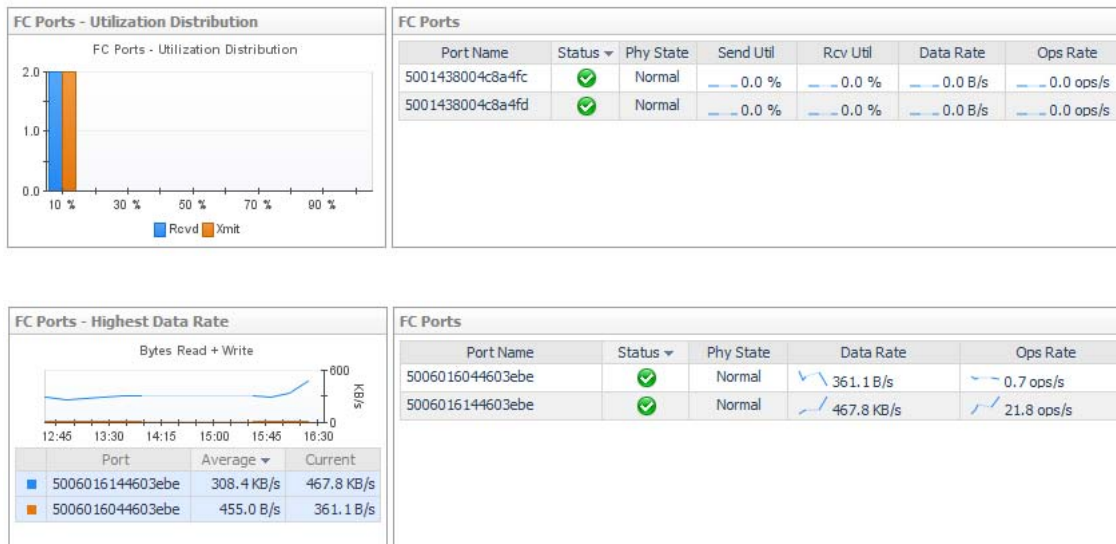 FC Ports - Utilization Distribution
FC Ports - Utilization Distribution
2.0
1.0
0.0
10 % 30 % 50 % 70 % 90 %
Rcvd Xmit
FC Ports
Port Name Status Phy State Send Util Rcv Util Data Rate Ops Rate
5001438004c8a4fc Normal 0.0 % 0.0 % 0.0 B/s 0.0 ops/s
5001438004c8a4fd Normal 0.0 % 0.0 % 0.0 B/s 0.0 ops/s
FC Ports - Highest Data Rate
Bytes Read + Write
600
KB/s
0
12:45 13:30 14:15 15:00 15:45 16:30
Port Average Current
5006016144603ebe 308.4 KB/s 467.8 KB/s
5006016044603ebe 455.0 B/s 361.1 B/s
FC Ports
Port Name Status Phy State Data Rate Ops Rate
5006016044603ebe Normal 361.1 B/s 0.7 ops/s
5006016144603ebe Normal 467.8 KB/s 21.8 ops/s